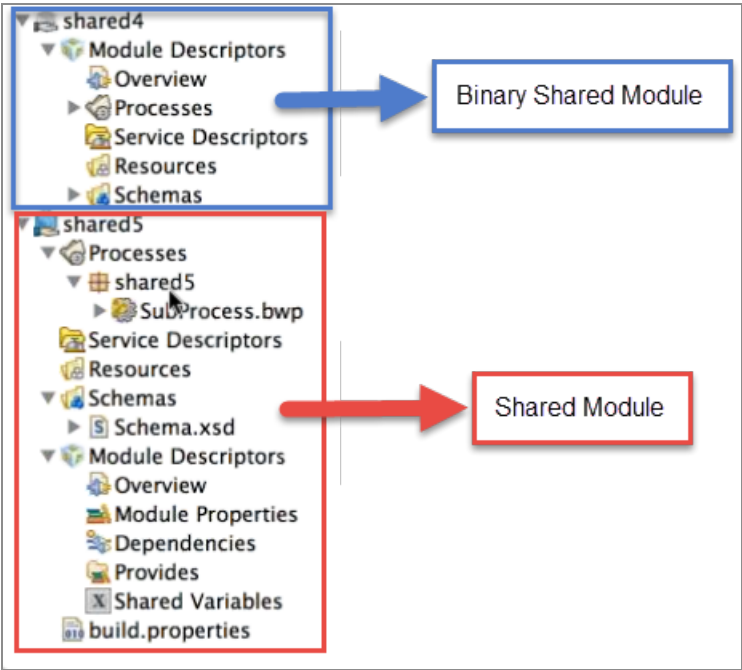 shared4
Module Descriptors
Overview
Processes
Service Descriptors
Resources
Schemas
Binary Shared Module
shared5
Processes
shared5
SubProcess.bwp
Service Descriptors
Resources
Schemas
S Schema.xsd
Module Descriptors
Overview
Module Properties
Dependencies
Provides
X Shared Variables
010 build.properties
Shared Module